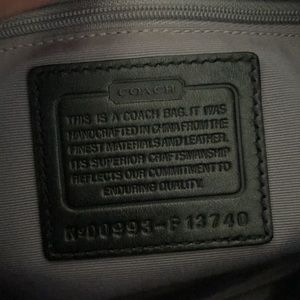 COACH
THIS IS A COACH BAG. IT WAS
HANDCRAFTED IN CHINA FROM THE
FINEST MATERIALS AND LEATHER.
ITS SUPERIOR CRAFTSMANSHIP
REFLECTS OUR COMMITMENT TO
ENDURING QUALITY.
Nº00993-F13740